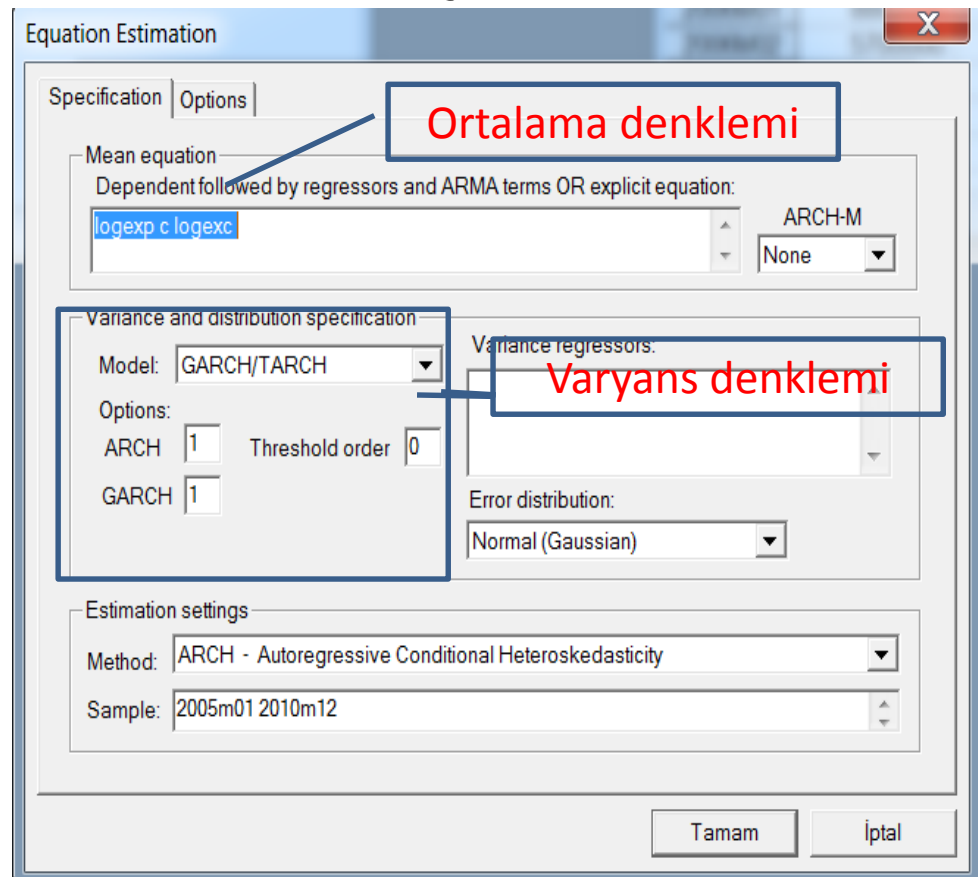 Equation Estimation
X
Specification Options
Ortalama denklemi
Mean equation
Dependent followed by regressors and ARMA terms OR explicit equation:
logexp c logexc
ARCH-M
None
Variance and distribution specification
Model: GARCH/TARCH
Variance regressors:
Varyans denklemi
Options:
ARCH 1 Threshold order 0
GARCH 1
Error distribution:
Normal (Gaussian)
Estimation settings
Method: ARCH - Autoregressive Conditional Heteroskedasticity
Sample: 2005m01 2010m12
Tamam İptal